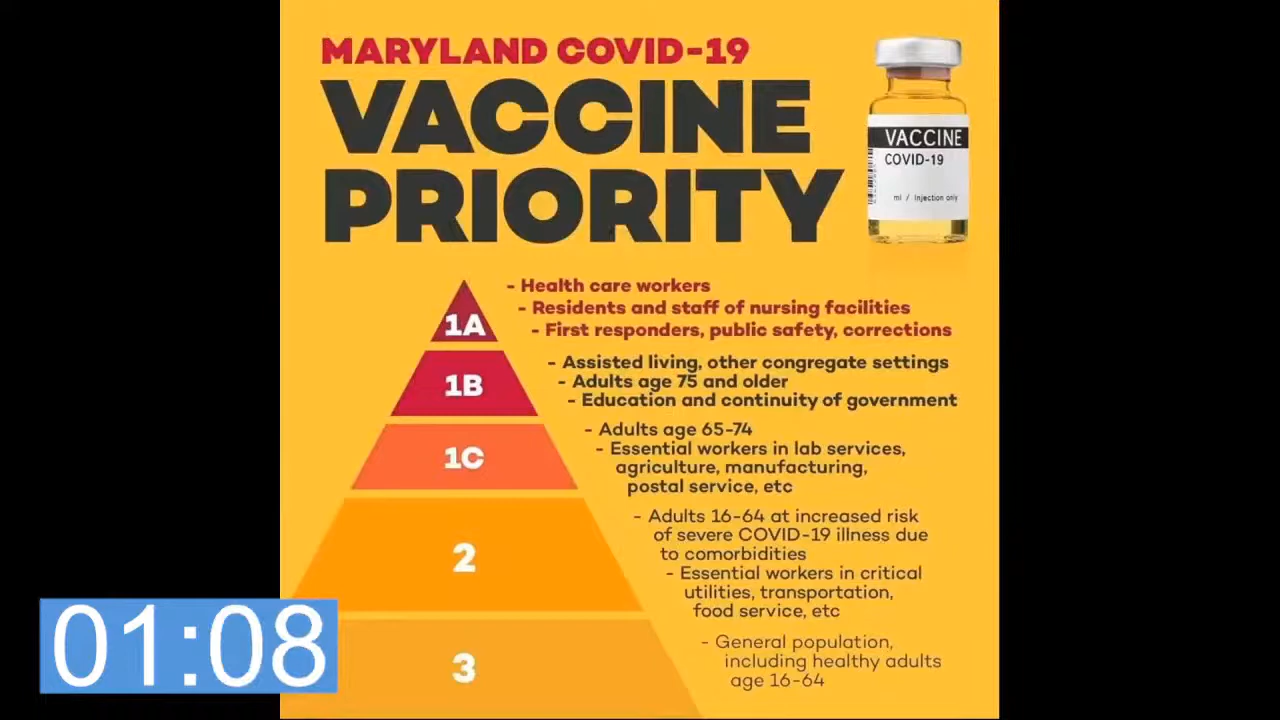 MARYLAND COVID-19
VACCINE
PRIORITY
VACCINE
COVID-19
ml / Injection only
1A
- Health care workers
- Residents and staff of nursing facilities
- First responders, public safety, corrections
1B
- Assisted living, other congregate settings
- Adults age 75 and older
- Education and continuity of government
1C
- Adults age 65-74
- Essential workers in lab services,
agriculture, manufacturing,
postal service, etc
2
- Adults 16-64 at increased risk
of severe COVID-19 illness due
to comorbidities
- Essential workers in critical
utilities, transportation,
food service, etc
3
- General population,
including healthy adults
age 16-64
01:08